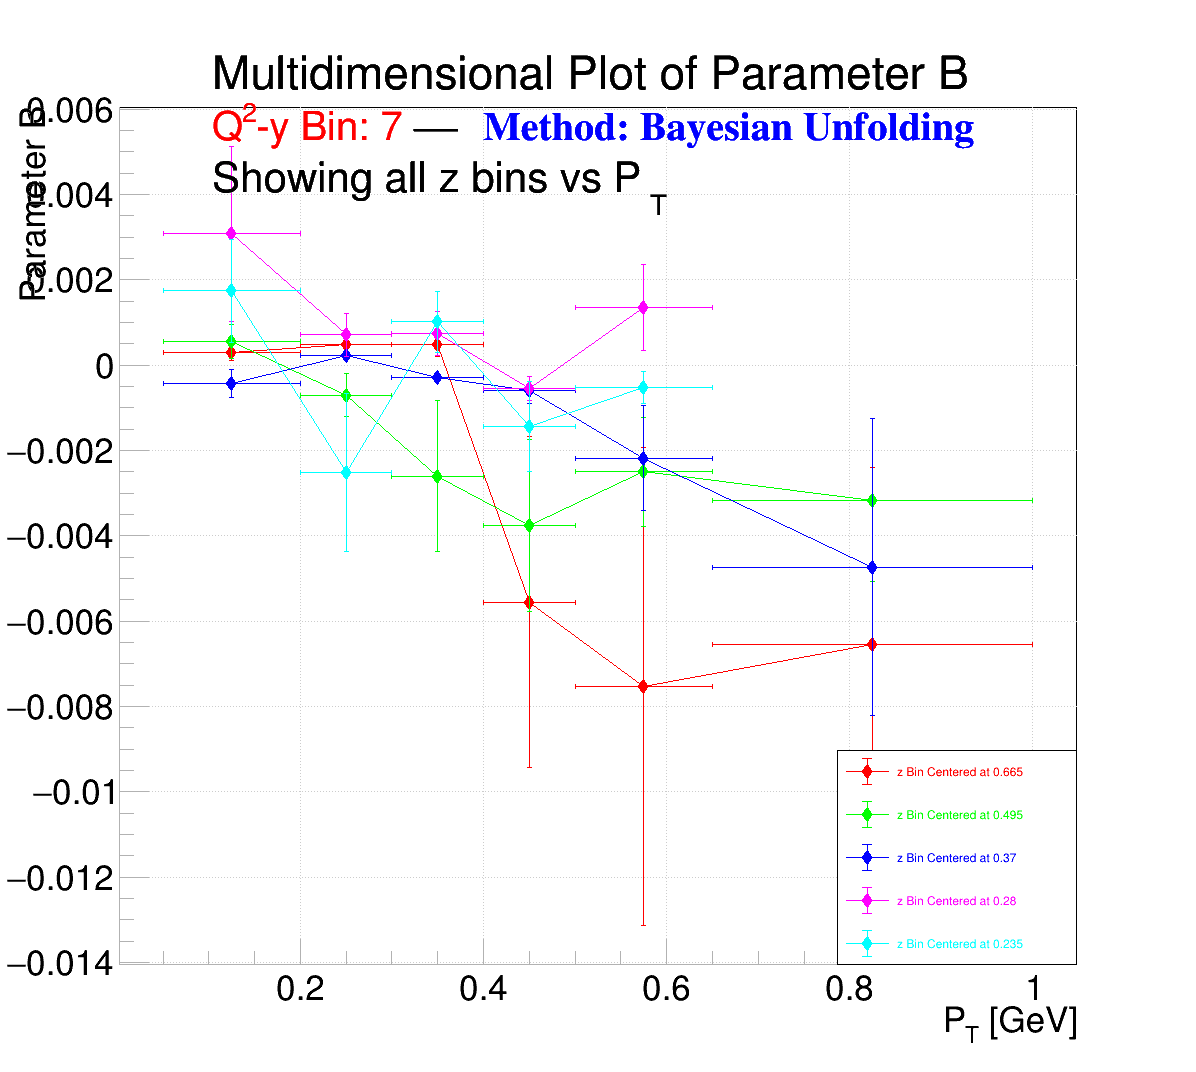 Multidimensional Plot of Parameter B
Q²-y Bin: 7 — Method: Bayesian Unfolding
Showing all z bins vs P_T
Parameter B
0.006
0.004
0.002
0
−0.002
−0.004
−0.006
−0.008
−0.01
−0.012
−0.014
z Bin Centered at 0.665
z Bin Centered at 0.495
z Bin Centered at 0.37
z Bin Centered at 0.28
z Bin Centered at 0.235
0.2 0.4 0.6 0.8 1
P_T [GeV]